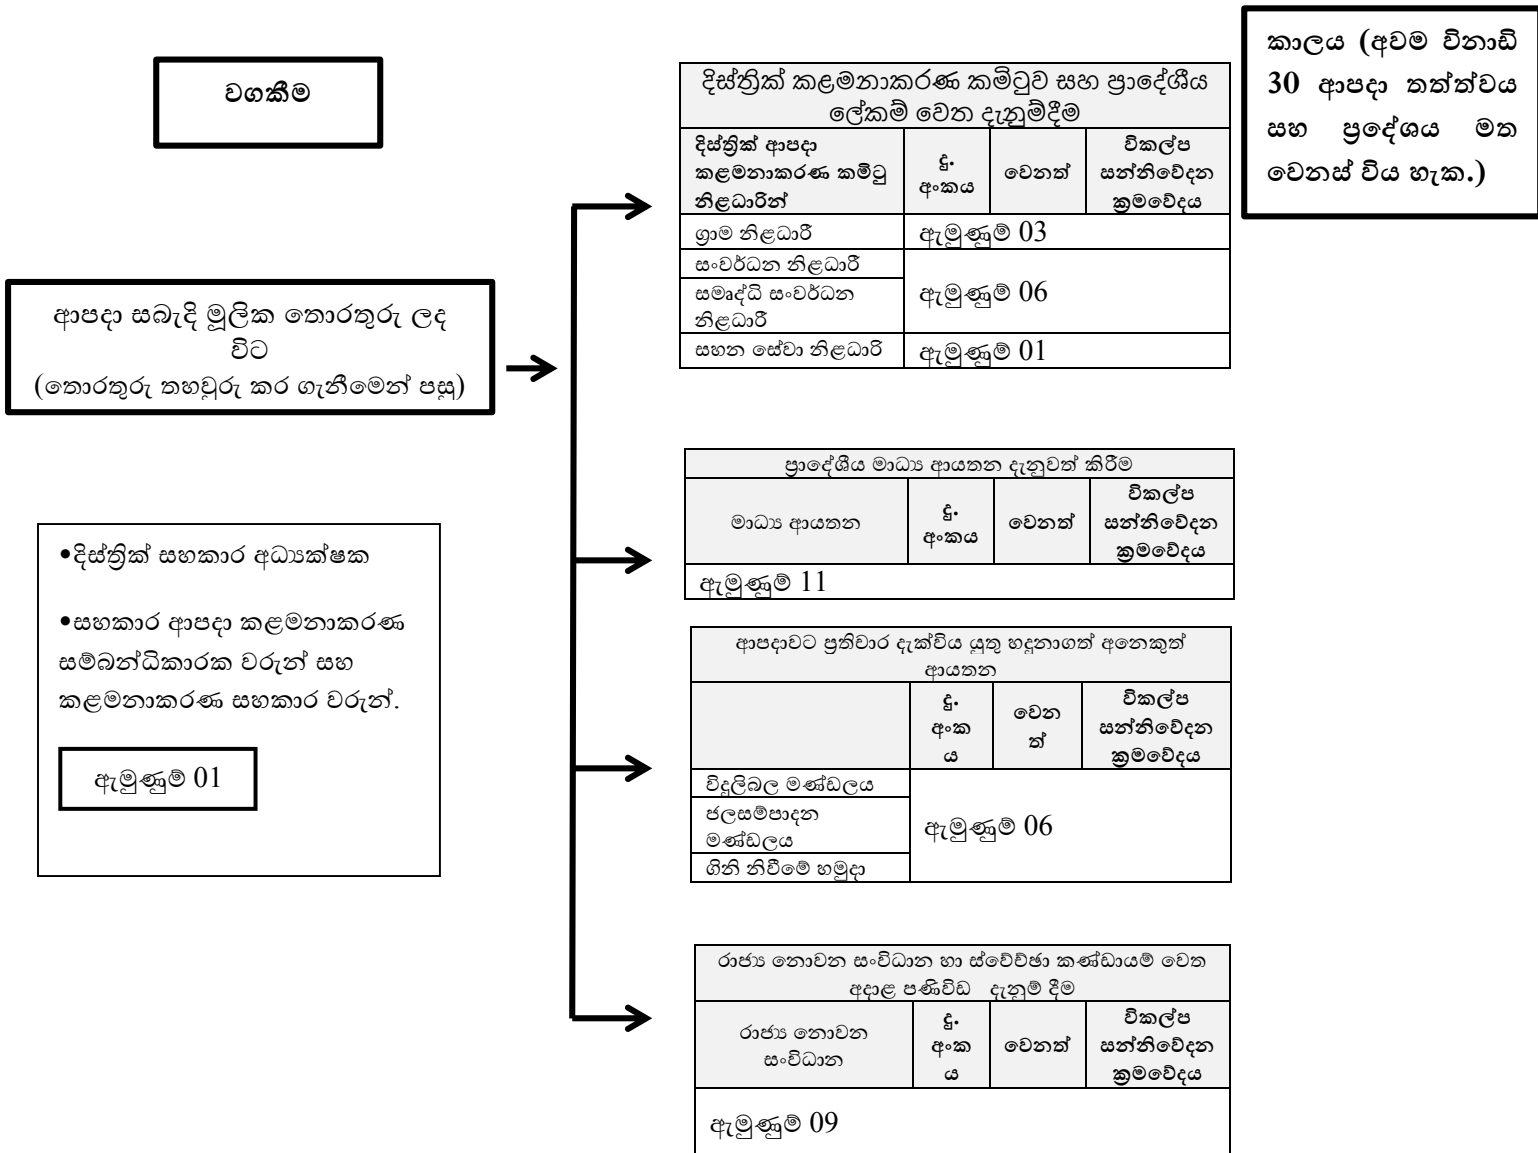 වගකීම
කාලය (අවම විනාඩි
30 ආපදා තත්ත්වය
සහ ප්‍රදේශය මත
වෙනස් විය හැක.)
ආපදා සබැදි මූලික තොරතුරු ලද
විට
(තොරතුරු තහවුරු කර ගැනීමෙන් පසු)
•දිස්ත්‍රික් සහකාර අධ්‍යක්ෂක
•සහකාර ආපදා කළමනාකරණ
සම්බන්ධිකාරක වරුන් සහ
කළමනාකරණ සහකාර වරුන්.
ඇමුණුම් 01
දිස්ත්‍රික් කළමනාකරණ කමිටුව සහ ප්‍රාදේශීය
ලේකම් වෙත දැනුම්දීම
දිස්ත්‍රික් ආපදා
කළමනාකරණ කමිටු
නිළධාරින්
දු.
අංකය
වෙනත්
විකල්ප
සන්නිවේදන
ක්‍රමවේදය
ග්‍රාම නිළධාරී
ඇමුණුම් 03
සංවර්ධන නිළධාරී
සමෘද්ධි සංවර්ධන
නිළධාරී
ඇමුණුම් 06
සහන සේවා නිළධාරි
ඇමුණුම් 01
ප්‍රාදේශීය මාධ්‍ය ආයතන දැනුවත් කිරීම
මාධ්‍ය ආයතන
දු.
අංකය
වෙනත්
විකල්ප
සන්නිවේදන
ක්‍රමවේදය
ඇමුණුම් 11
ආපදාවට ප්‍රතිචාර දැක්විය යුතු හදුනාගත් අනෙකුත්
ආයතන
දු.
අංක
ය
වෙන
ත්
විකල්ප
සන්නිවේදන
ක්‍රමවේදය
විදුලිබල මණ්ඩලය
ජලසම්පාදන
මණ්ඩලය
ගිනි නිවීමේ හමුදා
ඇමුණුම් 06
රාජ්‍ය නොවන සංවිධාන හා ස්වේච්ඡා කණ්ඩායම් වෙත
අදාළ පණිවිඩ දැනුම් දීම
රාජ්‍ය නොවන
සංවිධාන
දු.
අංක
ය
වෙනත්
විකල්ප
සන්නිවේදන
ක්‍රමවේදය
ඇමුණුම් 09